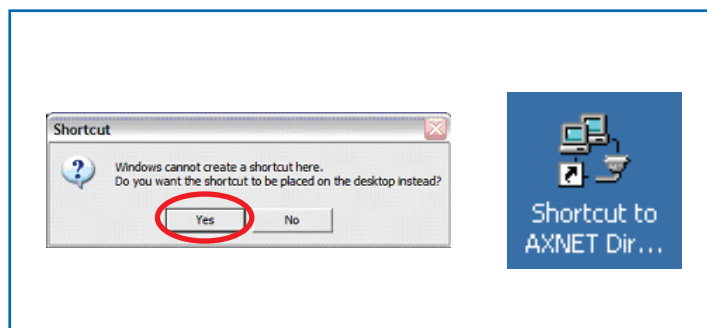 Shortcut
Windows cannot create a shortcut here.
Do you want the shortcut to be placed on the desktop instead?
Yes
No
Shortcut to
AXNET Dir...